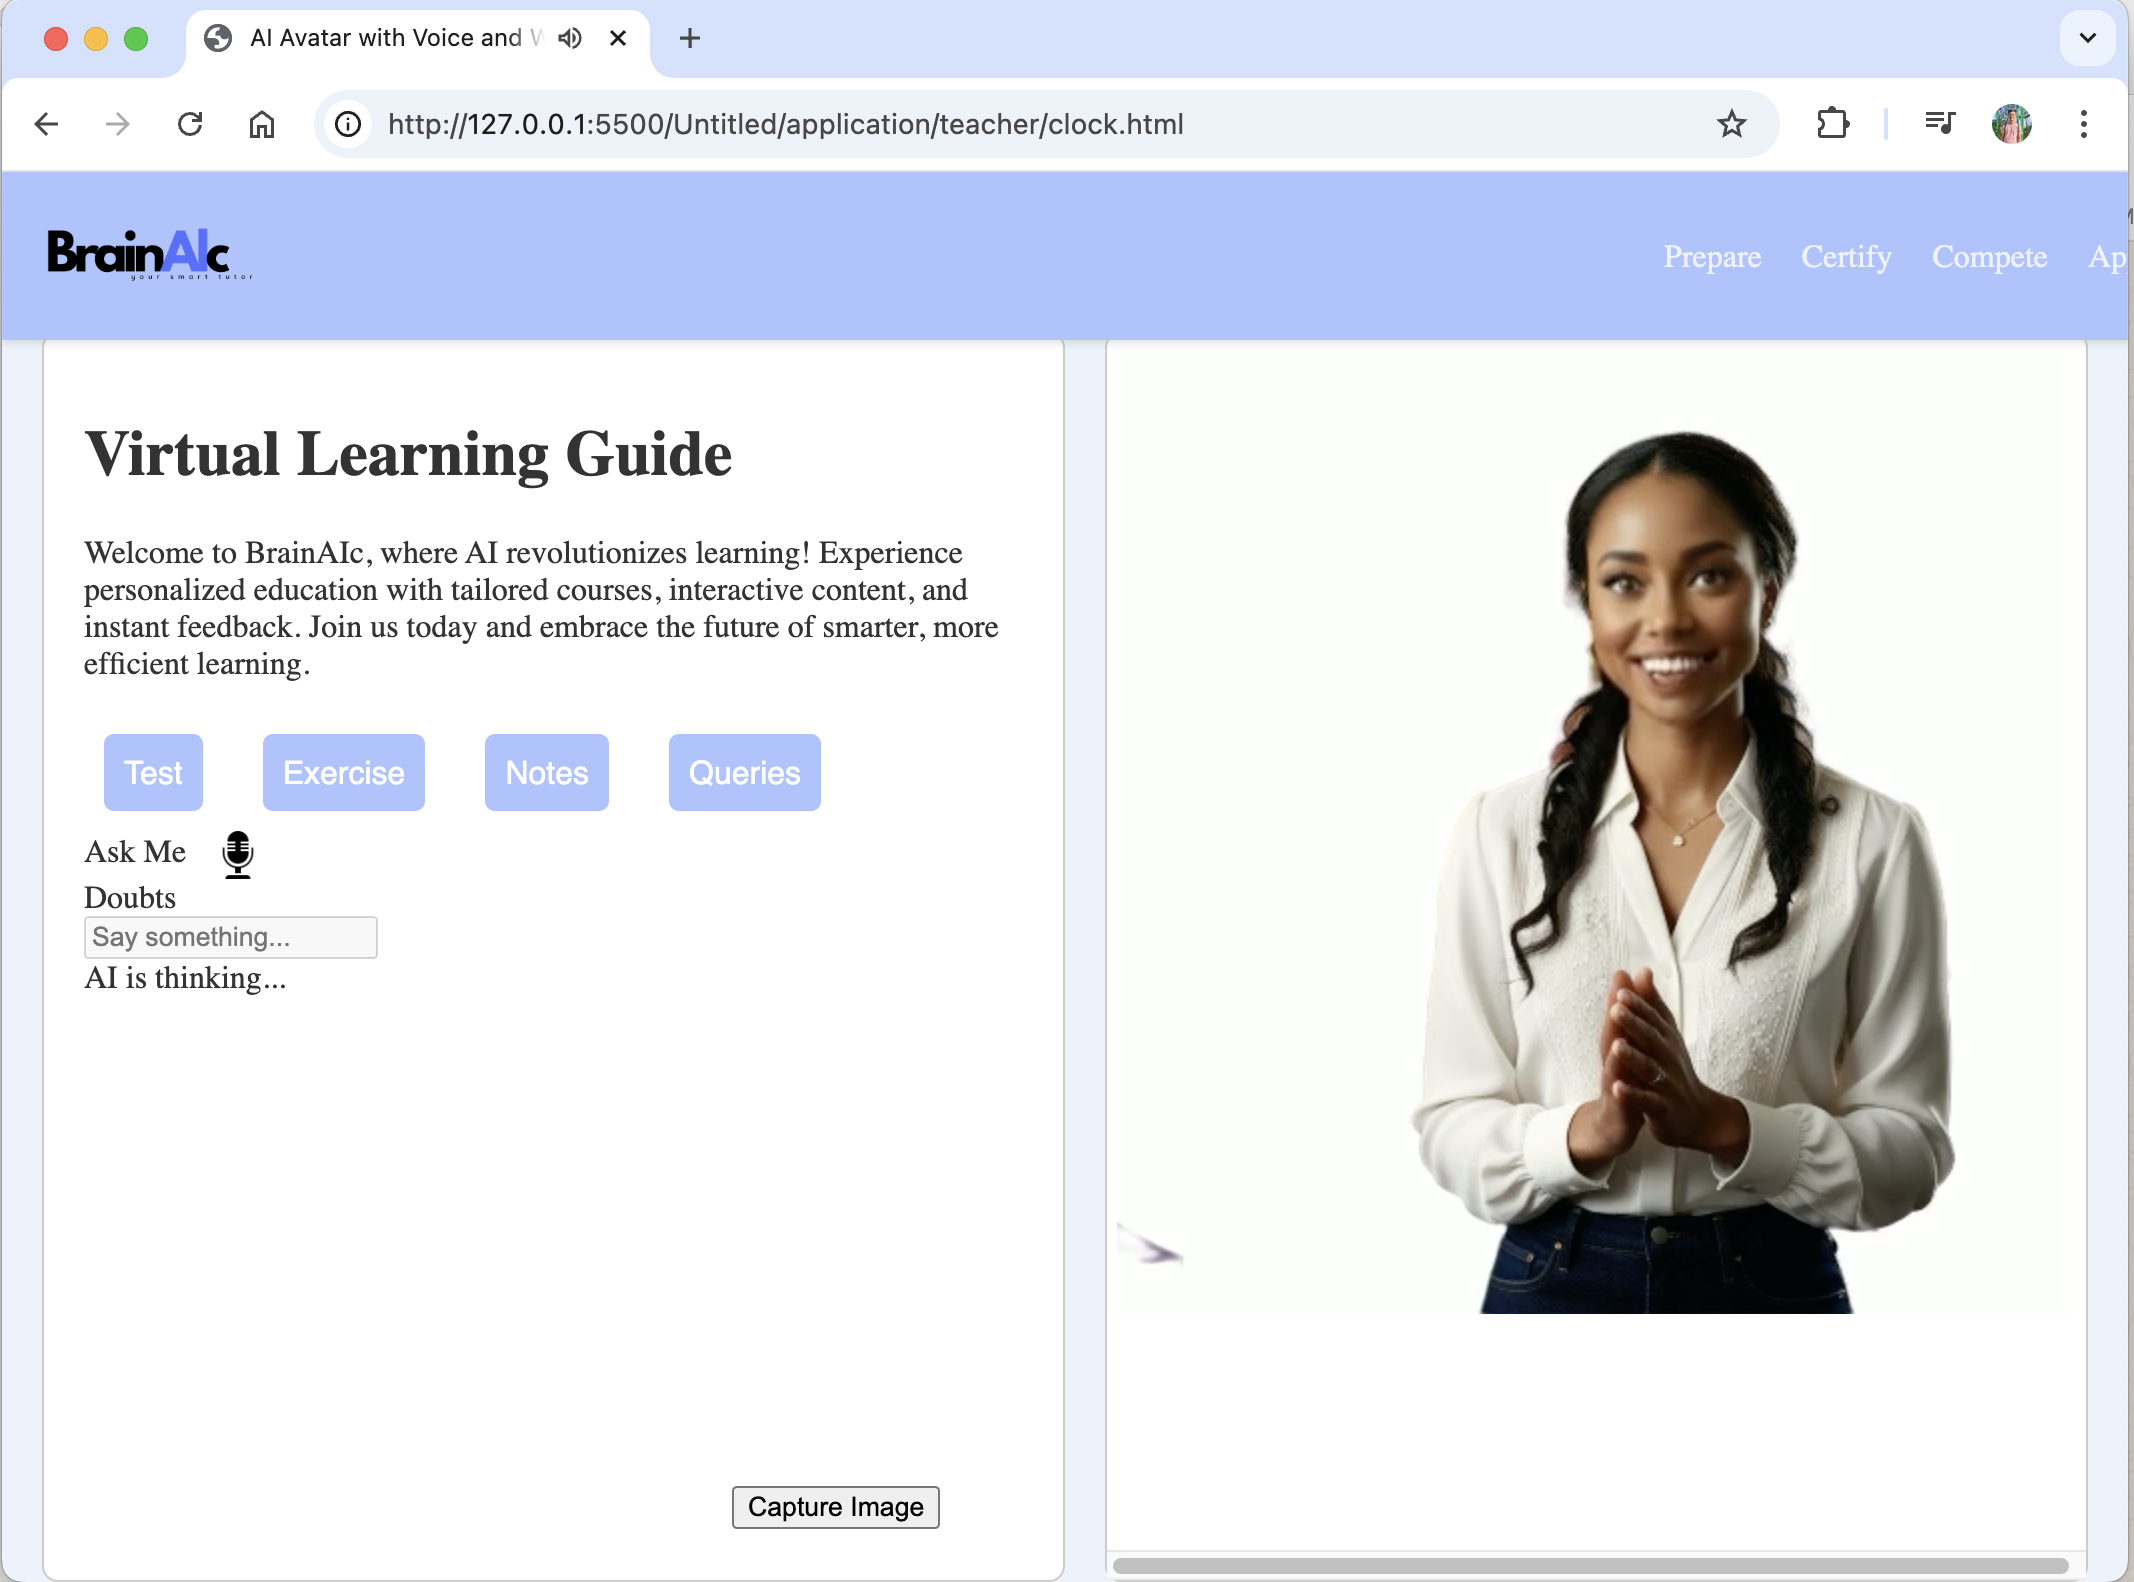 AI Avatar with Voice and
http://127.0.0.1:5500/Untitled/application/teacher/clock.html
BrainAIc
your smart tutor
Prepare Certify Compete Ap
Virtual Learning Guide
Welcome to BrainAIc, where AI revolutionizes learning! Experience
personalized education with tailored courses, interactive content, and
instant feedback. Join us today and embrace the future of smarter, more
efficient learning.
Test Exercise Notes Queries
Ask Me
Doubts
Say something...
AI is thinking...
Capture Image